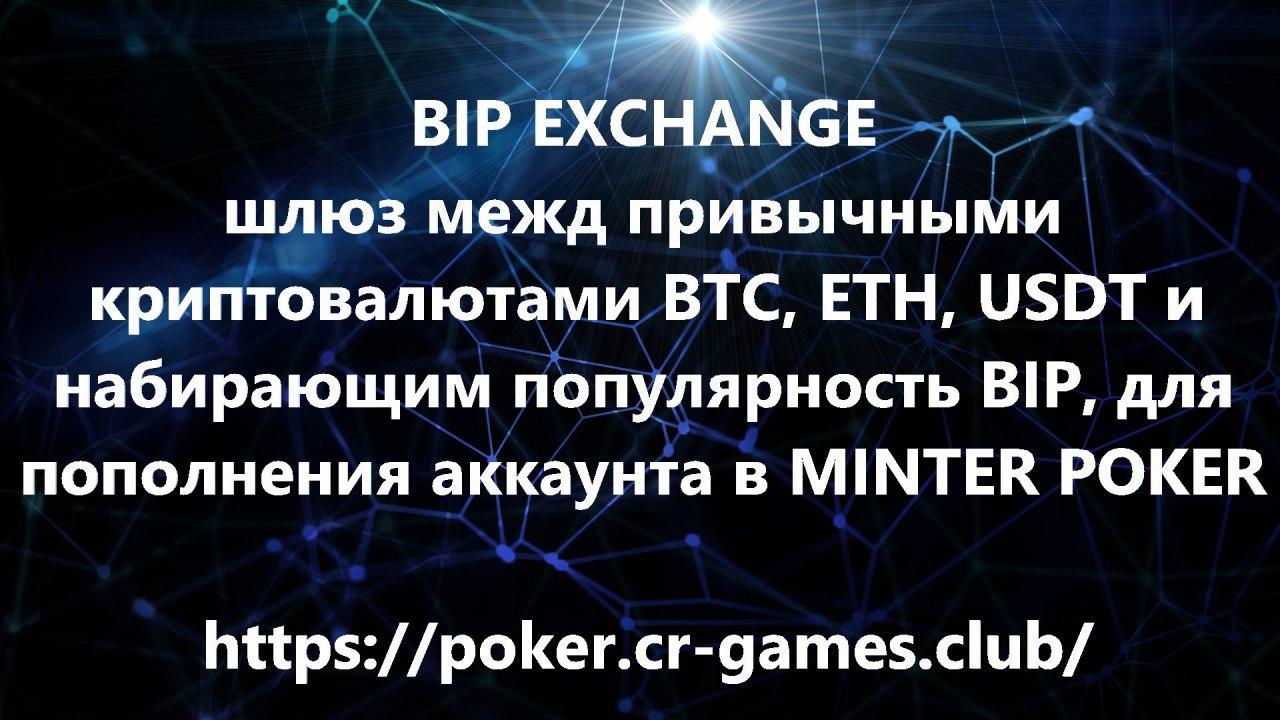 BIP EXCHANGE
шлюз межд привычными
криптовалютами BTC, ETH, USDT и
набирающим популярность BIP, для
пополнения аккаунта в MINTER POKER
https://poker.cr-games.club/